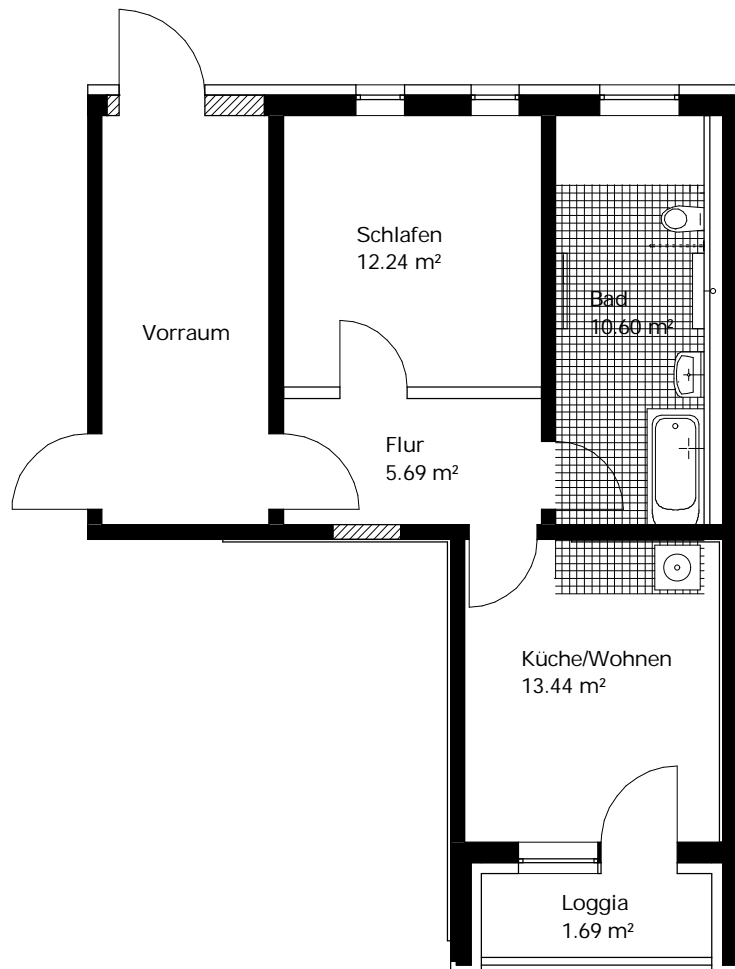 Schlafen
12.24 m²
Bad
10.60 m²
Vorraum
Flur
5.69 m²
Küche/Wohnen
13.44 m²
Loggia
1.69 m²